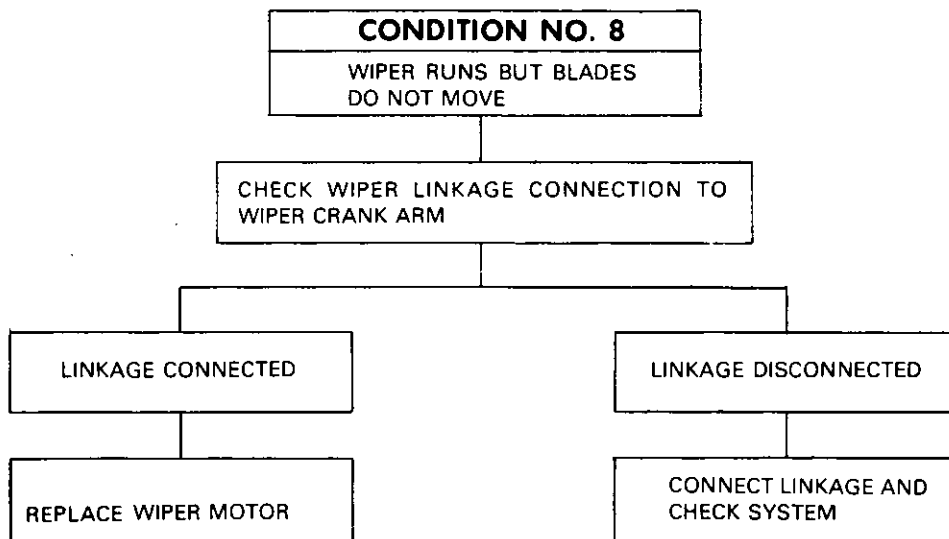 CONDITION NO. 8
WIPER RUNS BUT BLADES
DO NOT MOVE
CHECK WIPER LINKAGE CONNECTION TO
WIPER CRANK ARM
LINKAGE CONNECTED
LINKAGE DISCONNECTED
REPLACE WIPER MOTOR
CONNECT LINKAGE AND
CHECK SYSTEM